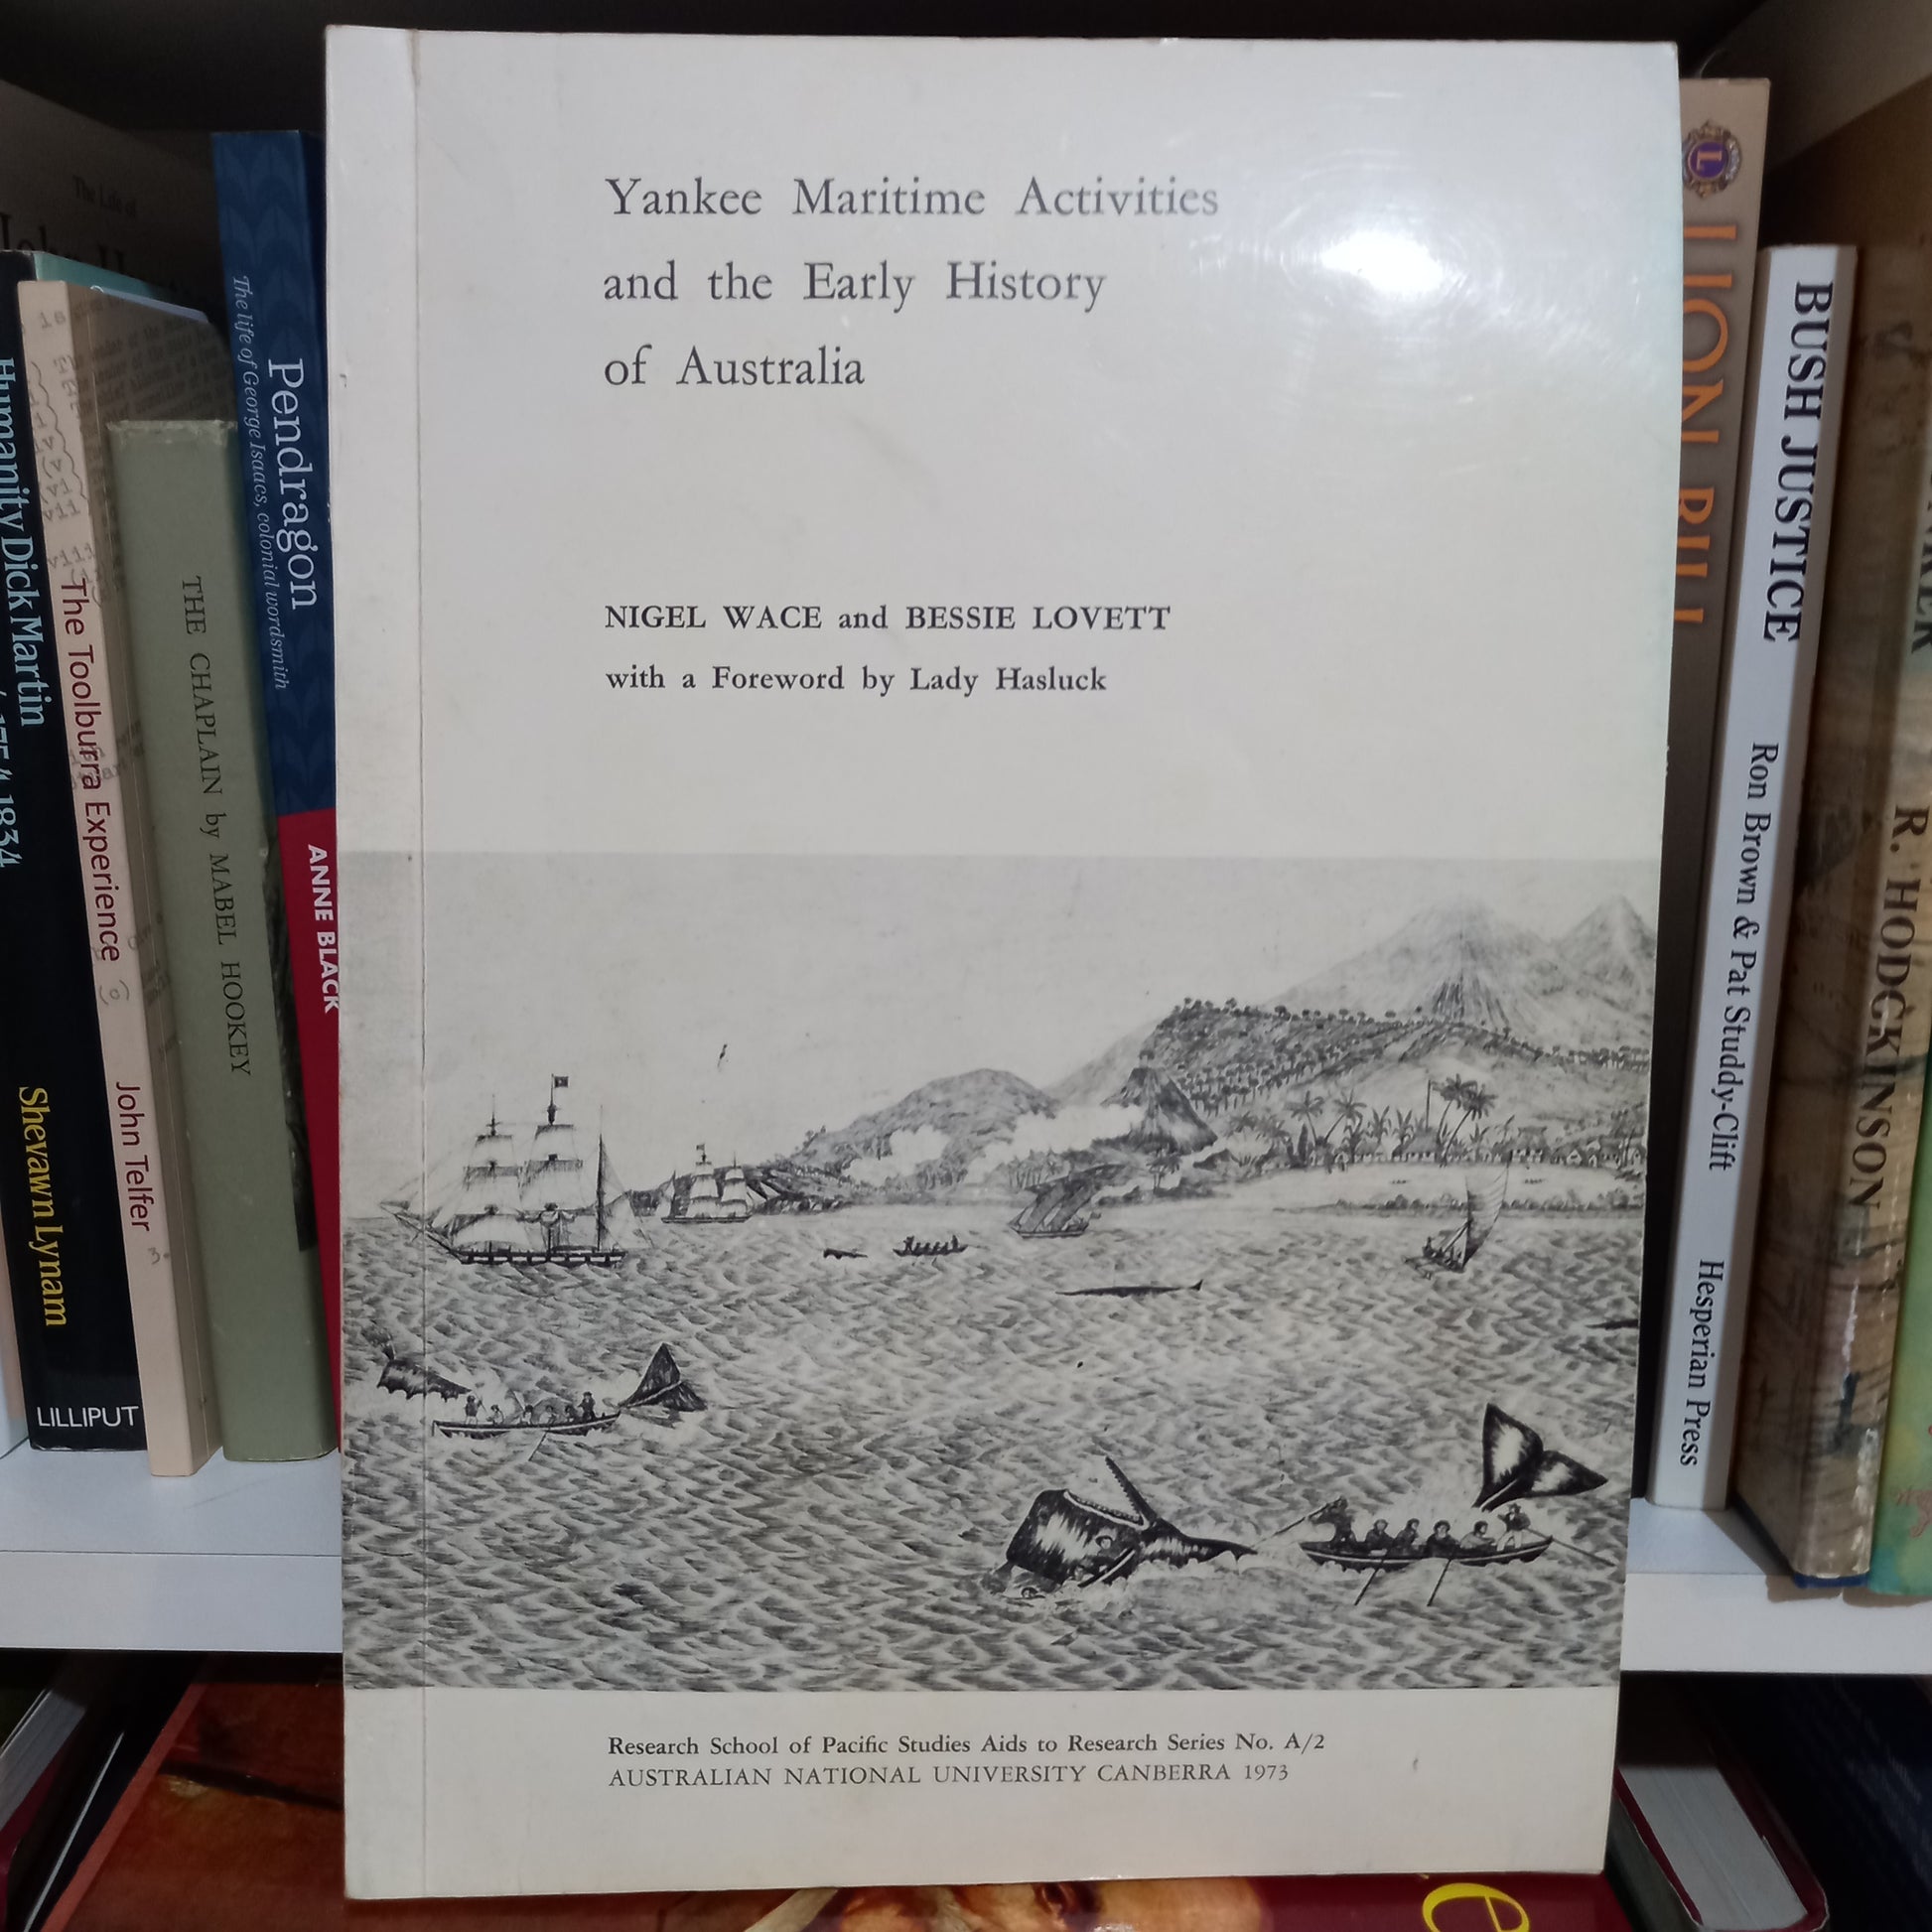 Yankee Maritime Activities
and the Early History
of Australia
NIGEL WACE and BESSIE LOVETT
with a Foreword by Lady Hasluck
Research School of Pacific Studies Aids to Research Series No. A/2
AUSTRALIAN NATIONAL UNIVERSITY CANBERRA 1973
Humanity Dick Martin
Shevawn Lynam
LILLIPUT
The Toolburra Experience
John Telfer
The Life of
THE CHAPLAIN by MABEL HOOKEY
Pendragon
The life of George Isaacs, colonial wordsmith
ANNE BLACK
L
BUSH JUSTICE
Ron Brown & Pat Studdy-Clift
Hesperian Press
R. HODGKINSON
e